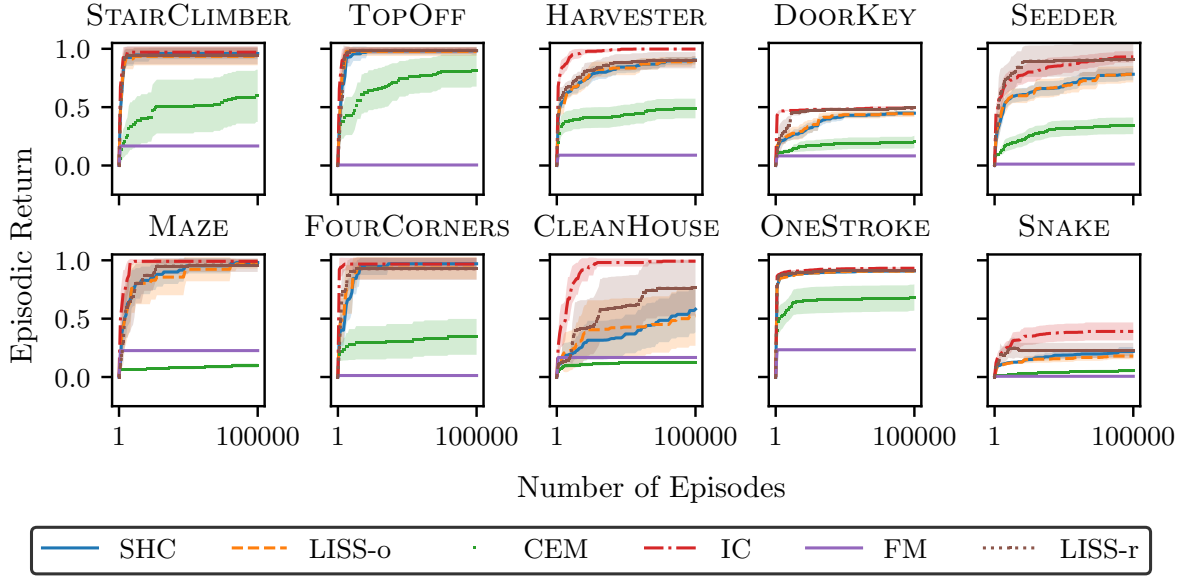 STAIRCLIMBER TOPOFF HARVESTER DOORKEY SEEDER
1.0
0.5
0.0
Episodic Return
MAZE FOURCORNERS CLEANHOUSE ONESTROKE SNAKE
1.0
0.5
0.0
1 100000 1 100000 1 100000 1 100000 1 100000
Number of Episodes
SHC LISS-o CEM IC FM LISS-r